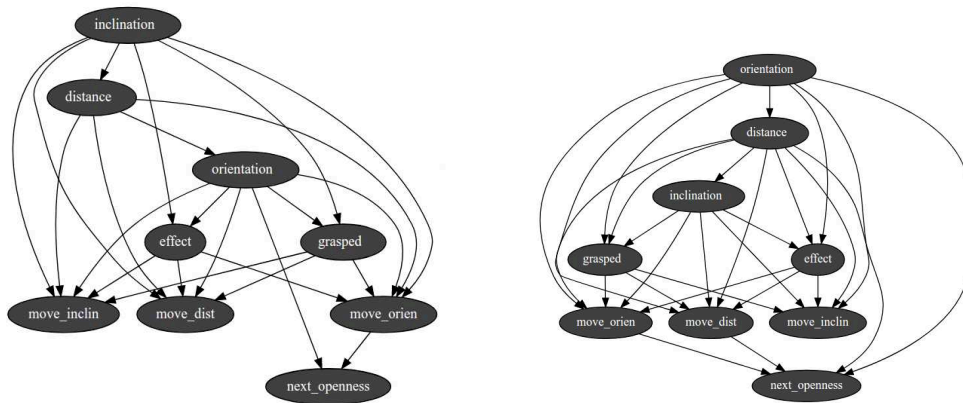 inclination
distance
orientation
effect
grasped
move_inclin
move_dist
move_orien
next_openness
orientation
distance
inclination
grasped
effect
move_orien
move_dist
move_inclin
next_openness